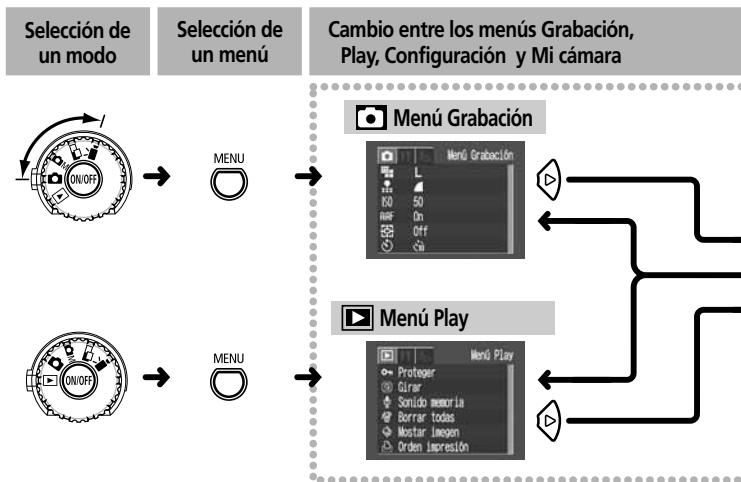 Selección de
un modo
Selección de
un menú
Cambio entre los menús Grabación,
Play, Configuración y Mi cámara
Menú Grabación
MENU
ON/OFF
M
Menú Grabación
L
ISO 50
AAF On
Off
Menú Play
MENU
ON/OFF
M
Menú Play
Proteger
Girar
Sonido memoria
Borrar todas
Mostar imegen
Orden impresión